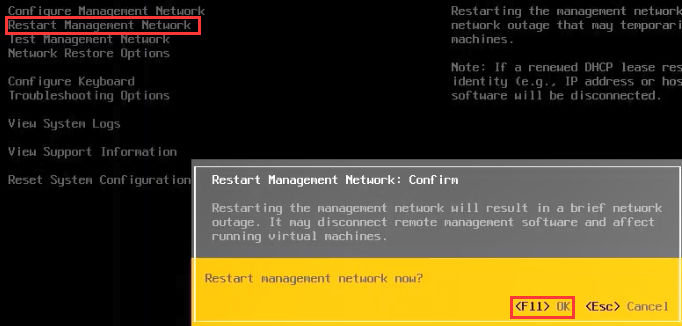 Configure Management Network
Restart Management Network
Test Management Network
Network Restore Options
Configure Keyboard
Troubleshooting Options
View System Logs
View Support Information
Reset System Configuration
Restarting the management network
network outage that may temporari
machines.
Note: If a renewed DHCP lease res
identity (e.g., IP address or hos
software will be disconnected.
Restart Management Network: Confirm
Restarting the management network will result in a brief network
outage. It may disconnect remote management software and affect
running virtual machines.
Restart management network now?
<F11> OK <Esc> Cancel